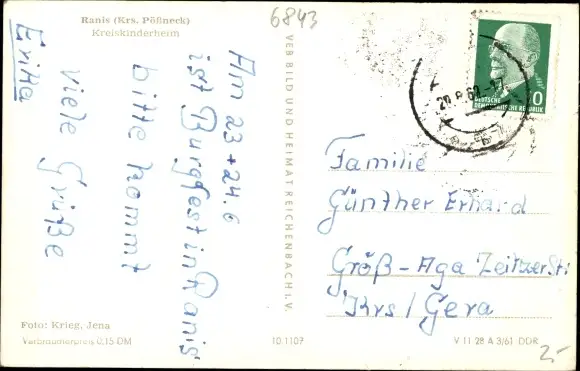 Ranis (Krs. Pößneck)
Kreiskinderheim
6843
Am 23 + 24.6
ist Burgfest in Ranis
bitte kommt
viele Grüße
Eritta
VEB BILD UND HEIMAT REICHENBACH I. V.
DEUTSCHE
DEMOKRATISCHE REPUBLIK
Familie
Günther Erhard
Größ-Aga Zeitzer Str
Krs / Gera
Foto: Krieg, Jena
Verbraucherpreis 0,15 DM
10.1107
V 11 28 A 3/61 DDR
25-